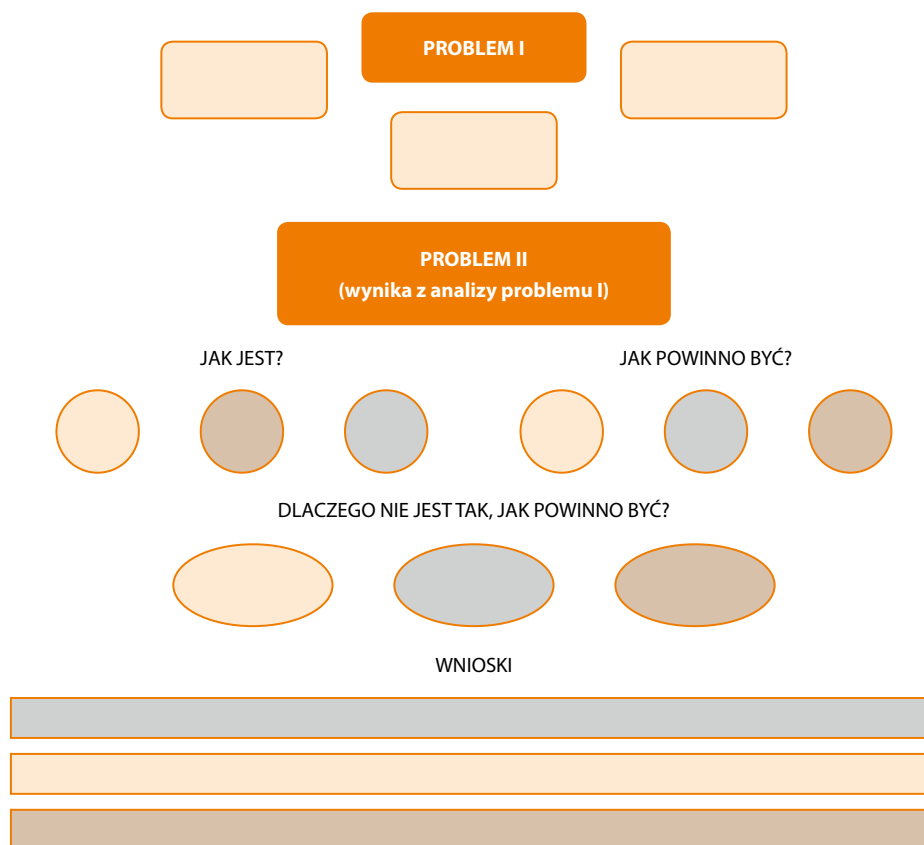 PROBLEM I
PROBLEM II
(wynika z analizy problemu I)
JAK JEST?
JAK POWINNO BYĆ?
DLACZEGO NIE JEST TAK, JAK POWINNO BYĆ?
WNIOSKI